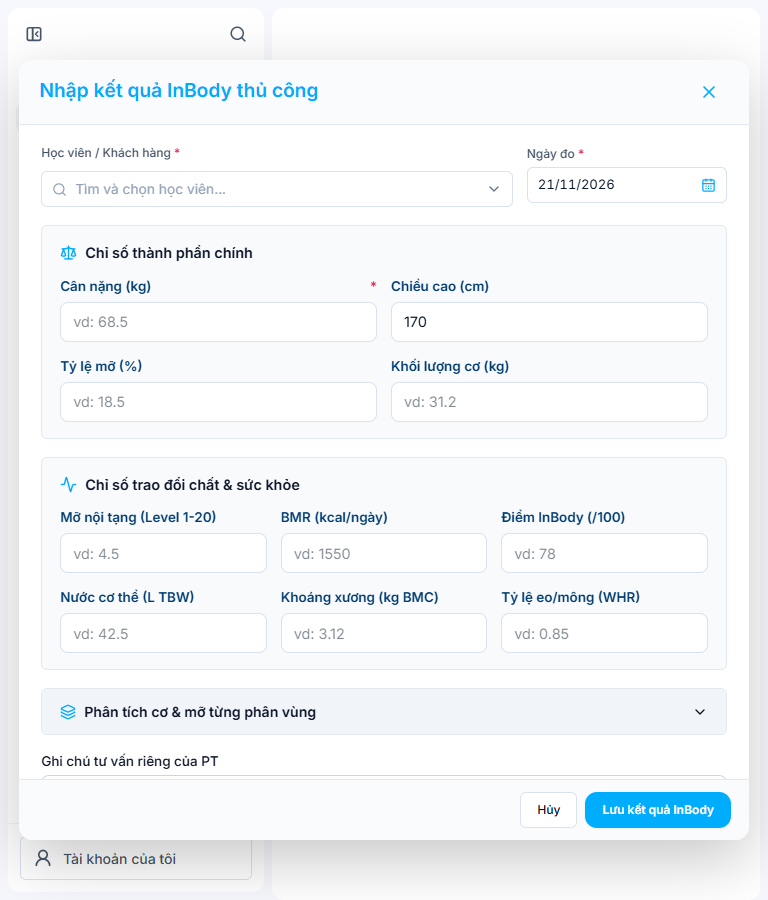 Nhập kết quả InBody thủ công
Học viên / Khách hàng *
Ngày đo *
Tìm và chọn học viên...
21/11/2026
Chỉ số thành phần chính
Cân nặng (kg) *
Chiều cao (cm)
vd: 68.5
170
Tỷ lệ mỡ (%)
Khối lượng cơ (kg)
vd: 18.5
vd: 31.2
Chỉ số trao đổi chất & sức khỏe
Mỡ nội tạng (Level 1-20)
BMR (kcal/ngày)
Điểm InBody (/100)
vd: 4.5
vd: 1550
vd: 78
Nước cơ thể (L TBW)
Khoáng xương (kg BMC)
Tỷ lệ eo/mông (WHR)
vd: 42.5
vd: 3.12
vd: 0.85
Phân tích cơ & mỡ từng phân vùng
Ghi chú tư vấn riêng của PT
Hủy
Lưu kết quả InBody
Tài khoản của tôi